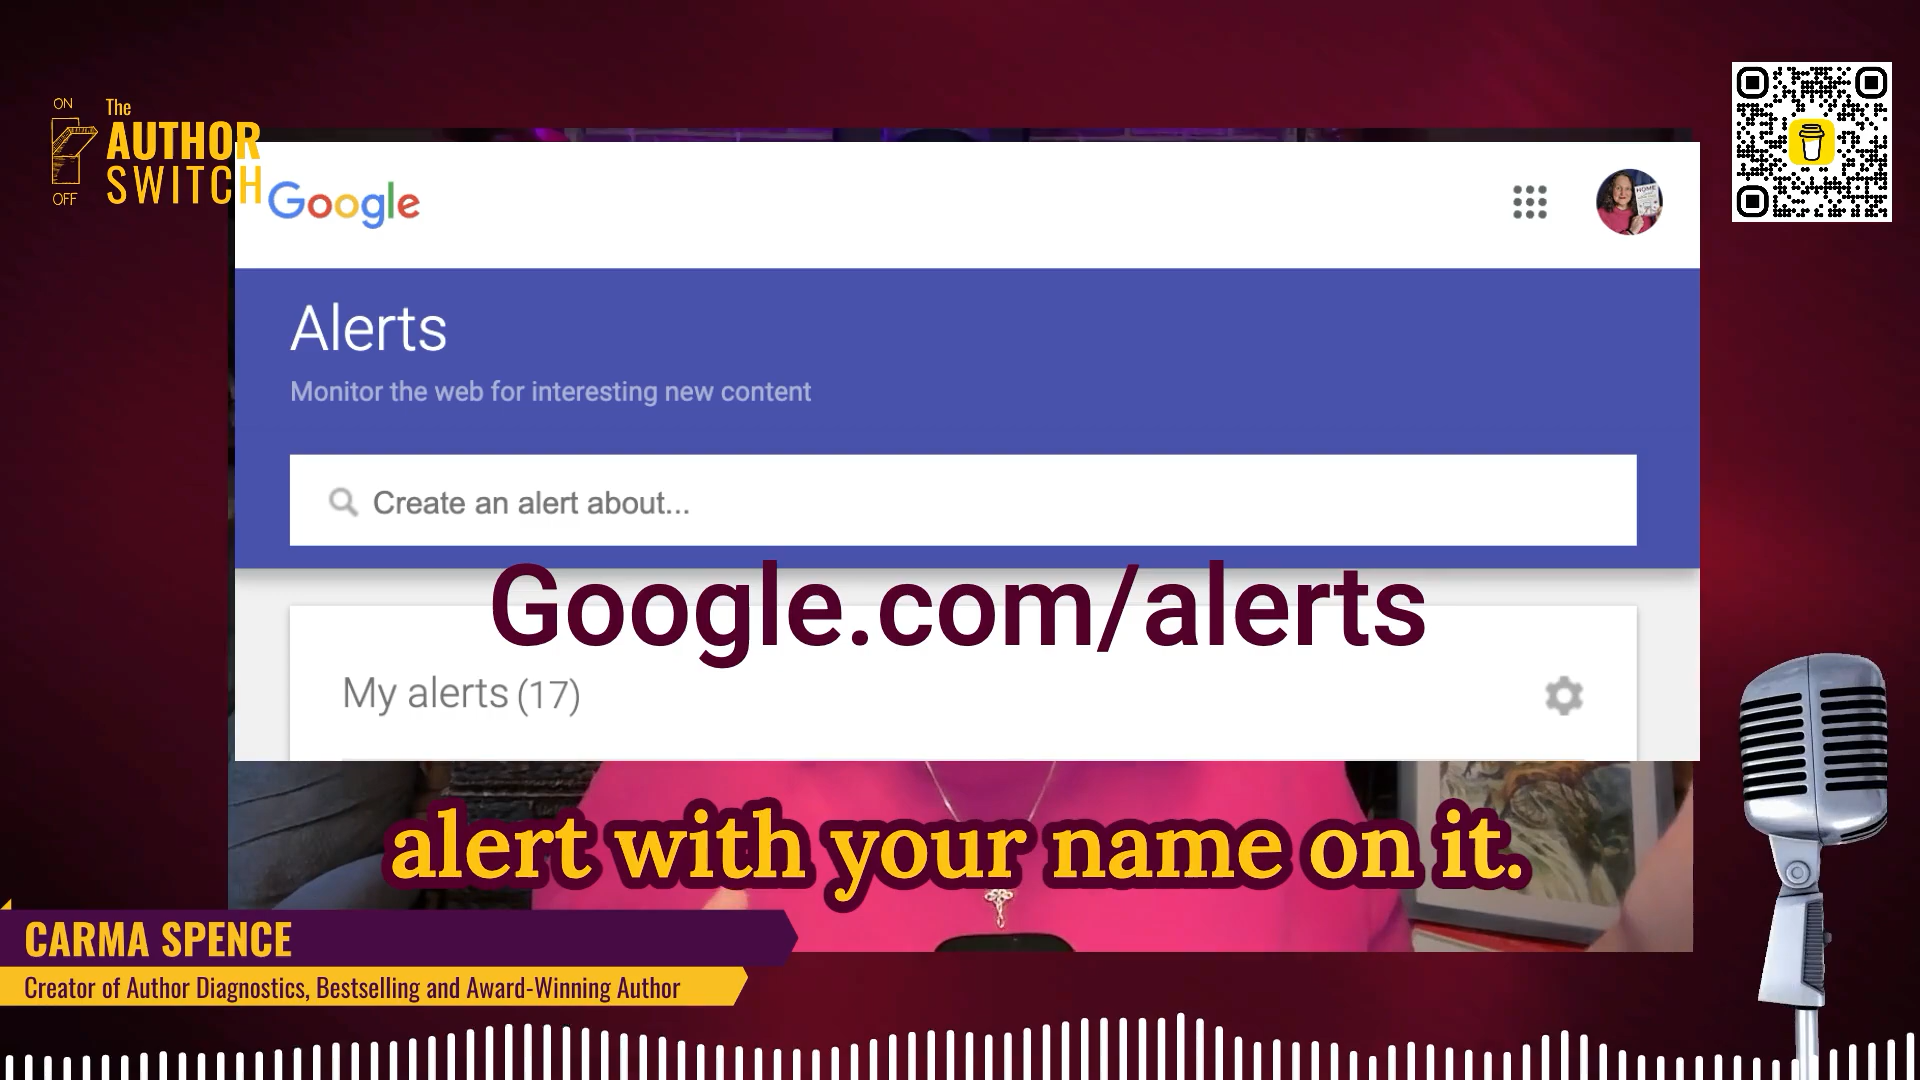 ON
The
AUTHOR
SWITCH
OFF
Google
Alerts
Monitor the web for interesting new content
Create an alert about...
Google.com/alerts
My alerts (17)
alert with your name on it.
CARMA SPENCE
Creator of Author Diagnostics, Bestselling and Award-Winning Author